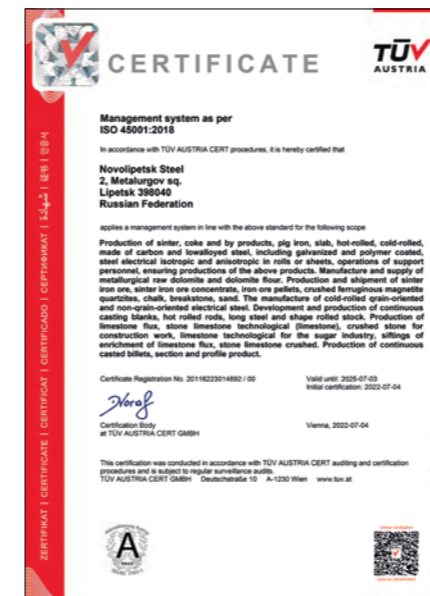 CERTIFICATE
TÜV
AUSTRIA
Management system as per
ISO 45001:2018
In accordance with TÜV AUSTRIA CERT procedures, it is hereby certified that
Novolipetsk Steel
2, Metalurgov sq.
Lipetsk 398040
Russian Federation
applies a management system in line with the above standard for the following scope
Production of sinter, coke and by products, pig iron, slab, hot-rolled, cold-rolled,
made of carbon and lowalloyed steel, including galvanized and polymer coated,
steel electrical isotropic and anisotropic in rolls or sheets, operations of support
personnel, ensuring productions of the above products. Manufacture and supply of
metallurgical raw dolomite and dolomite flour. Production and shipment of sinter
iron ore, sinter iron ore concentrate, iron ore pellets, crushed ferruginous magnetite
quartzites, chalk, breakstone, sand. The manufacture of cold-rolled grain-oriented
and non-qrain-oriented electrical steel. Development and production of continuous
casting blanks, hot rolled rods, long steel and shape rolled stock. Production of
limestone flux, stone limestone technological (limestone), crushed stone for
construction work, limestone technological for the sugar industry, siftings of
enrichment of limestone flux, stone limestone crushed. Production of continuous
casted billets, section and profile product.
Certificate Registration No. 20116223014692 / 00
Valid until: 2025-07-03
Initial certification: 2022-07-04
Certification Body
at TÜV AUSTRIA CERT GMBH
Vienna, 2022-07-04
This certification was conducted in accordance with TÜV AUSTRIA CERT auditing and certification
procedures and is subject to regular surveillance audits.
TÜV AUSTRIA CERT GMBH Deutschstraße 10 A-1230 Wien www.tuv.at
ZERTIFIKAT | CERTIFICATE | CERTIFICAT | CERTIFICADO | СЕРТИФИКАТ | شهادة | 证书 | 인증서
A
Online Verification